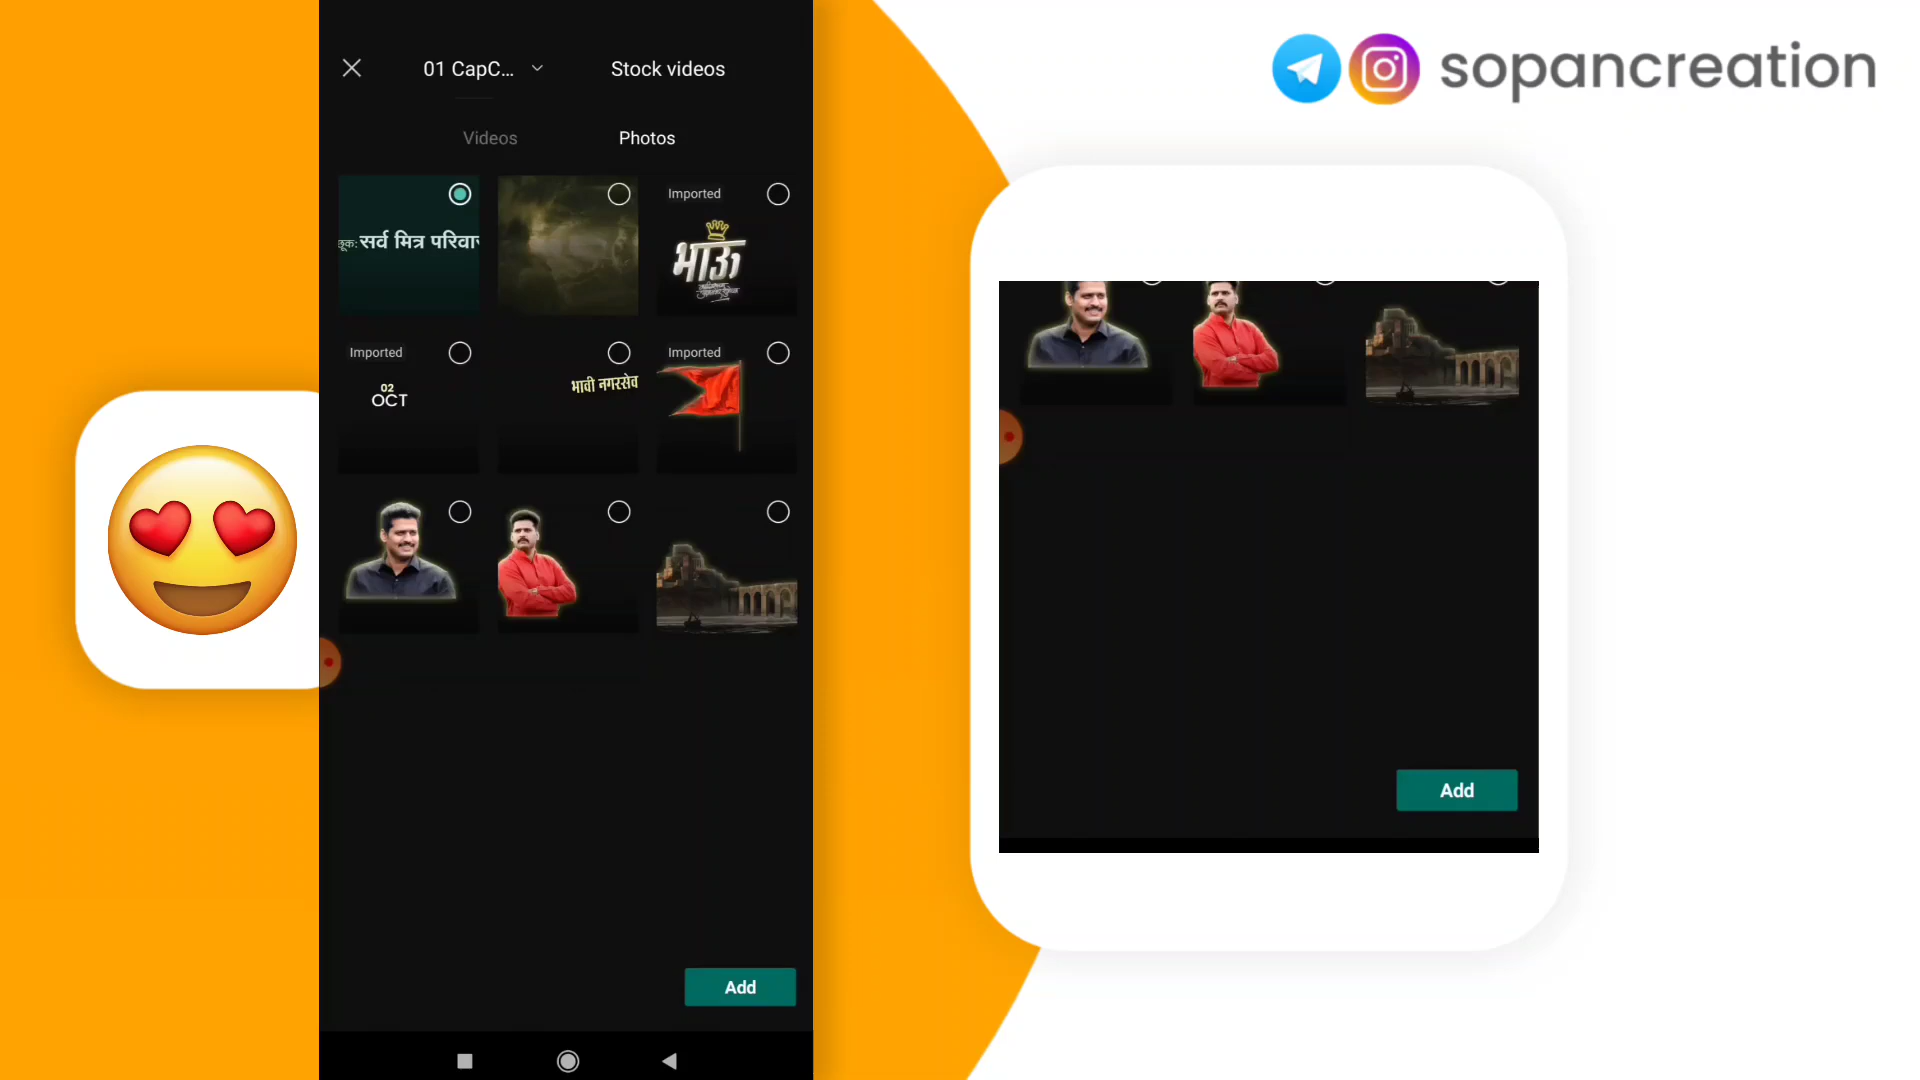 sopancreation
01 CapC...
Stock videos
Videos
Photos
सर्व मित्र परिवार
Imported
भाऊ
Imported
02
OCT
भावी नगरसेव
Imported
Add
Add